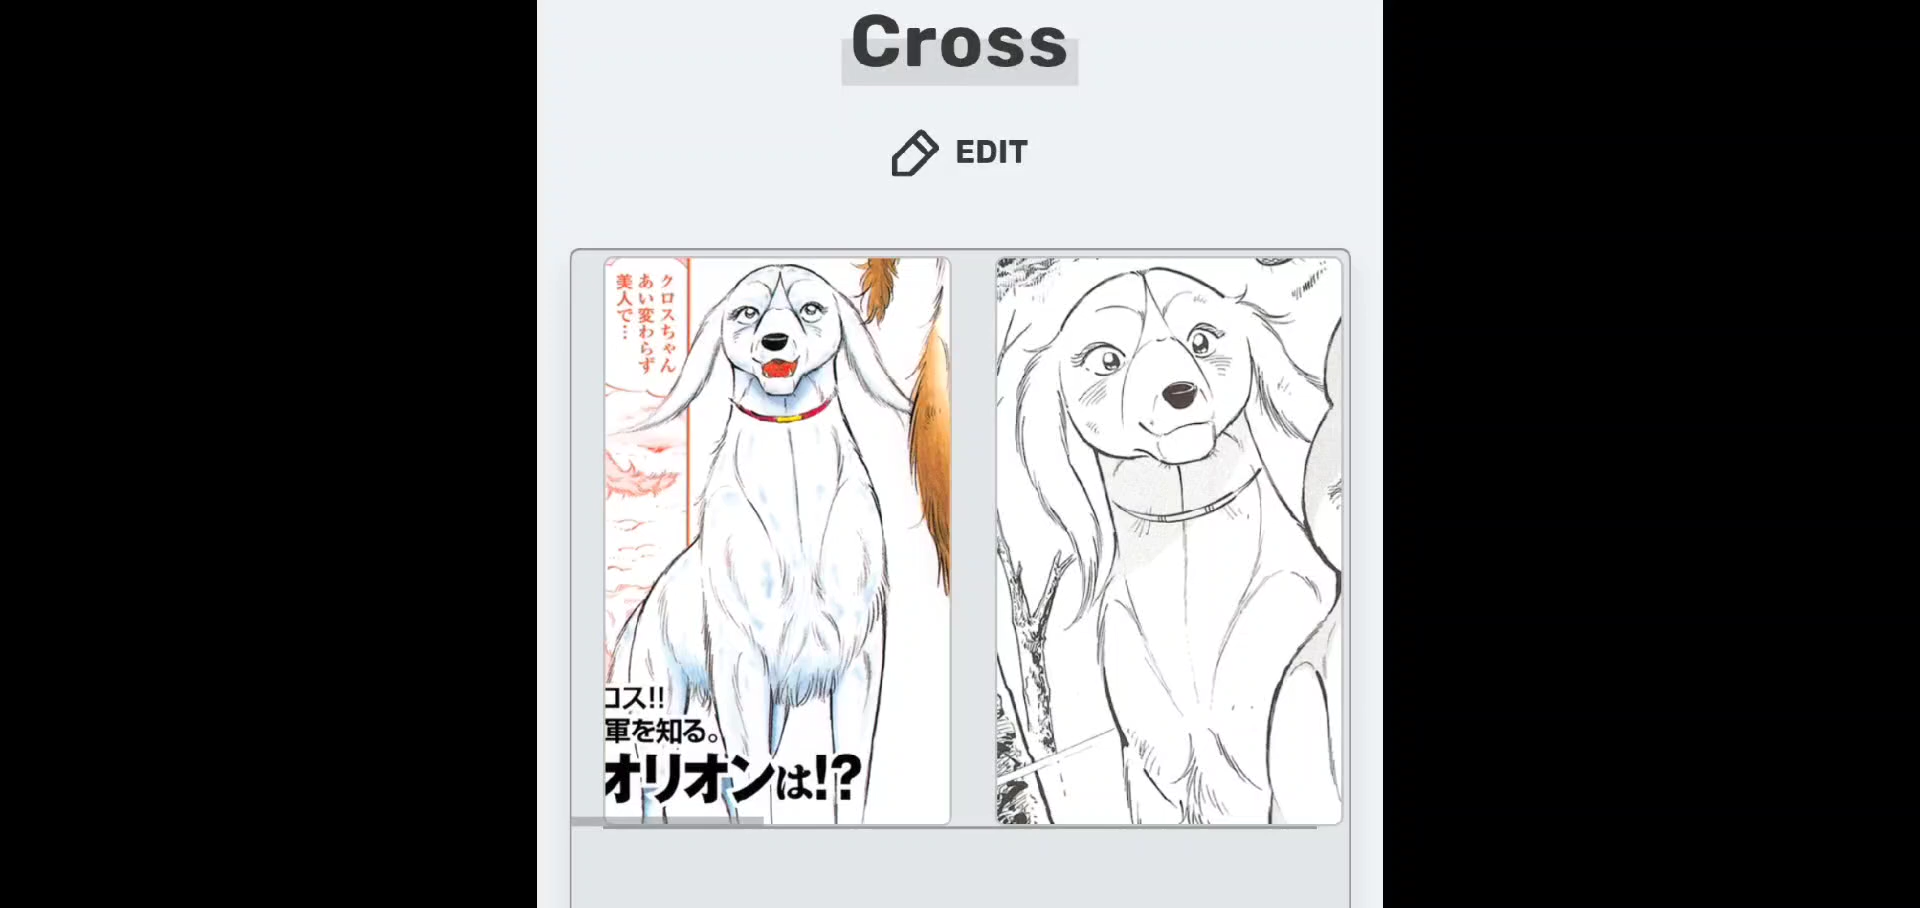 Cross
EDIT
クロスちゃん
あい変わらず
美人で…
コス!!
軍を知る。
オリオンは!?